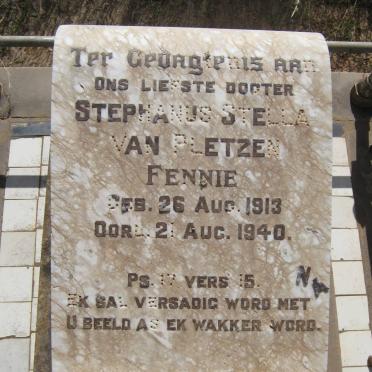 Ter Gedagtenis aan
ons liefste dogter
Stephanus Stella
van Pletzen
Fennie
Geb. 26 Aug. 1913
Oorl. 21 Aug. 1940.
Ps. 17 vers 15.
Ek sal versadig word met
U beeld as ek wakker word.